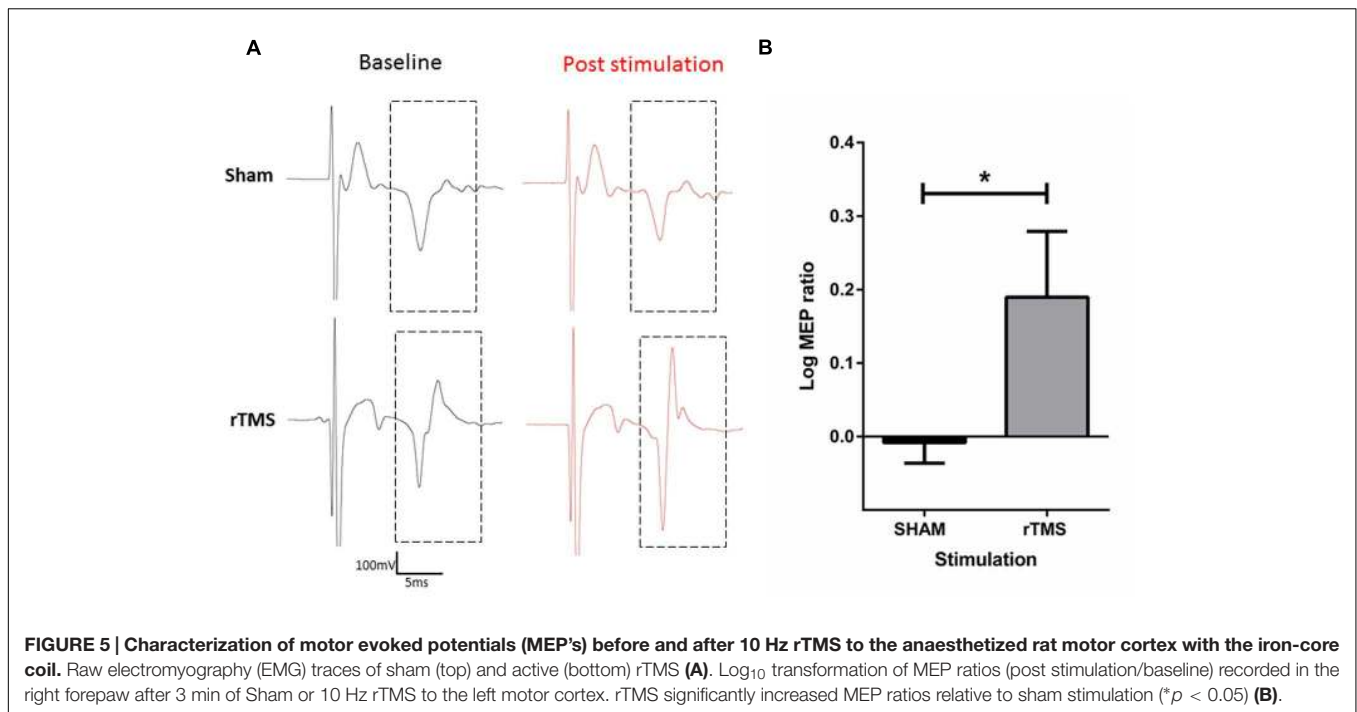 A
B
Baseline
Post stimulation
Sham
rTMS
100mV
5ms
0.4
0.3
0.2
0.1
0.0
*
Log MEP ratio
SHAM
rTMS
Stimulation
FIGURE 5 | Characterization of motor evoked potentials (MEP's) before and after 10 Hz rTMS to the anaesthetized rat motor cortex with the iron-core
coil. Raw electromyography (EMG) traces of sham (top) and active (bottom) rTMS (A). Log₁₀ transformation of MEP ratios (post stimulation/baseline) recorded in the
right forepaw after 3 min of Sham or 10 Hz rTMS to the left motor cortex. rTMS significantly increased MEP ratios relative to sham stimulation (*p < 0.05) (B).